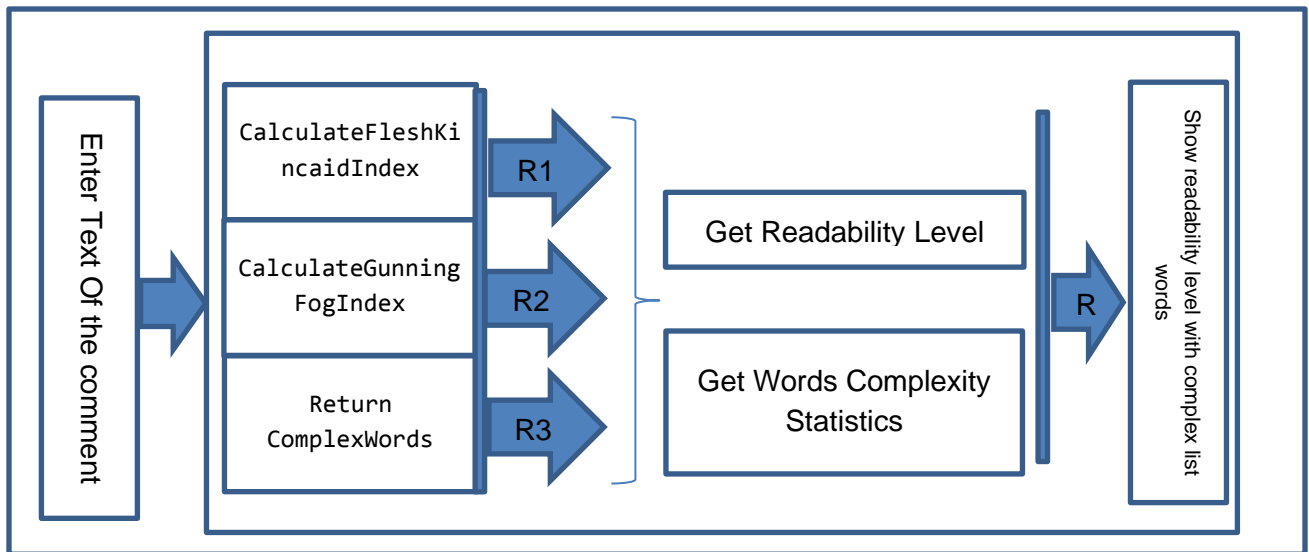 Enter Text Of the comment
CalculateFleshKi
ncaidIndex
CalculateGunning
FogIndex
Return
ComplexWords
R1
R2
R3
Get Readability Level
Get Words Complexity
Statistics
R
Show readability level with complex list
words